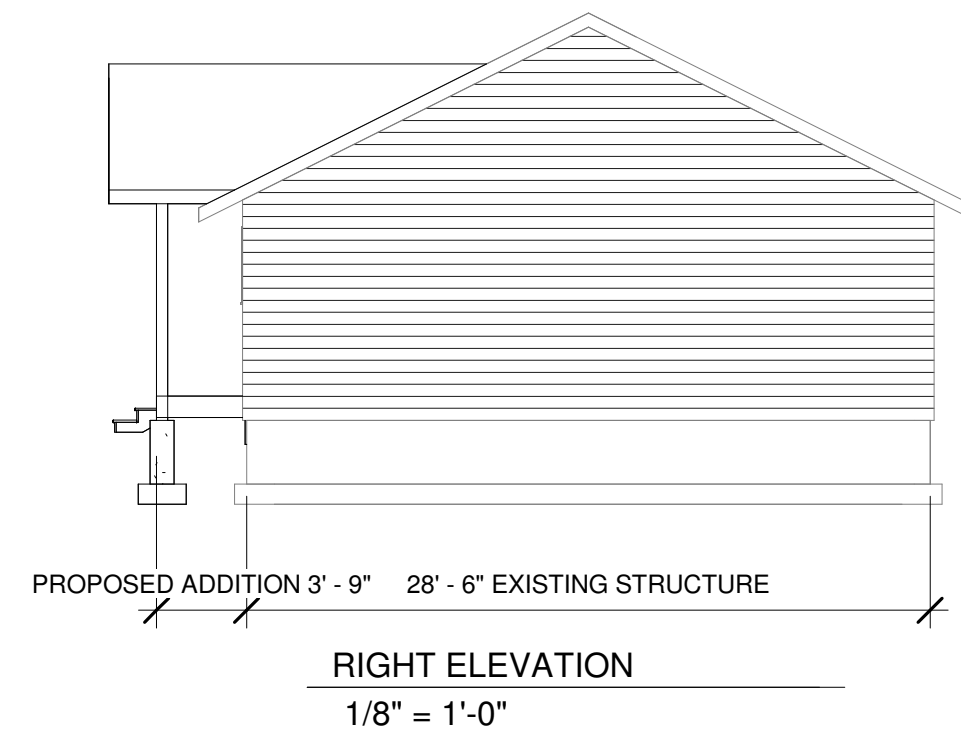 PROPOSED ADDITION 3' - 9" 28' - 6" EXISTING STRUCTURE
RIGHT ELEVATION
1/8" = 1'-0"